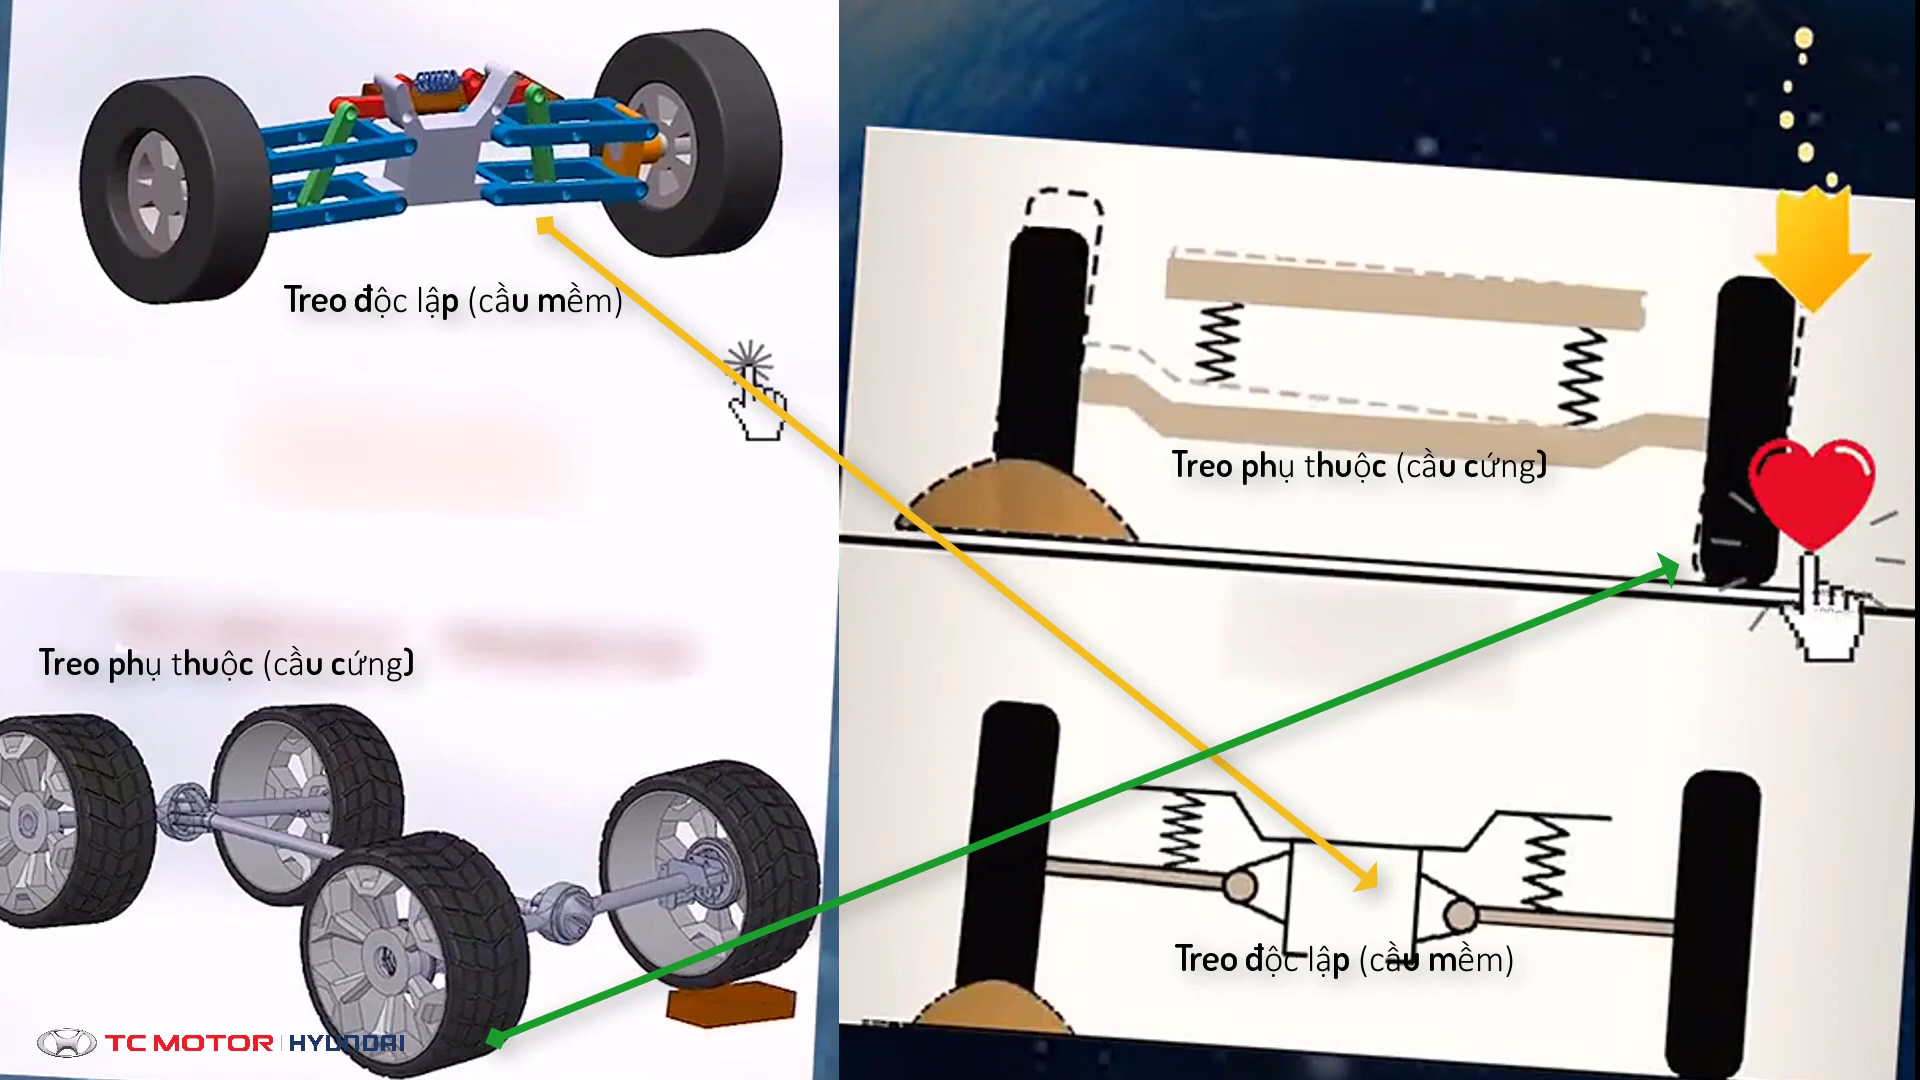 Treo độc lập (cầu mềm)
Treo phụ thuộc (cầu cứng)
TC MOTOR | HYUNDAI
Treo phụ thuộc (cầu cứng)
Treo độc lập (cầu mềm)